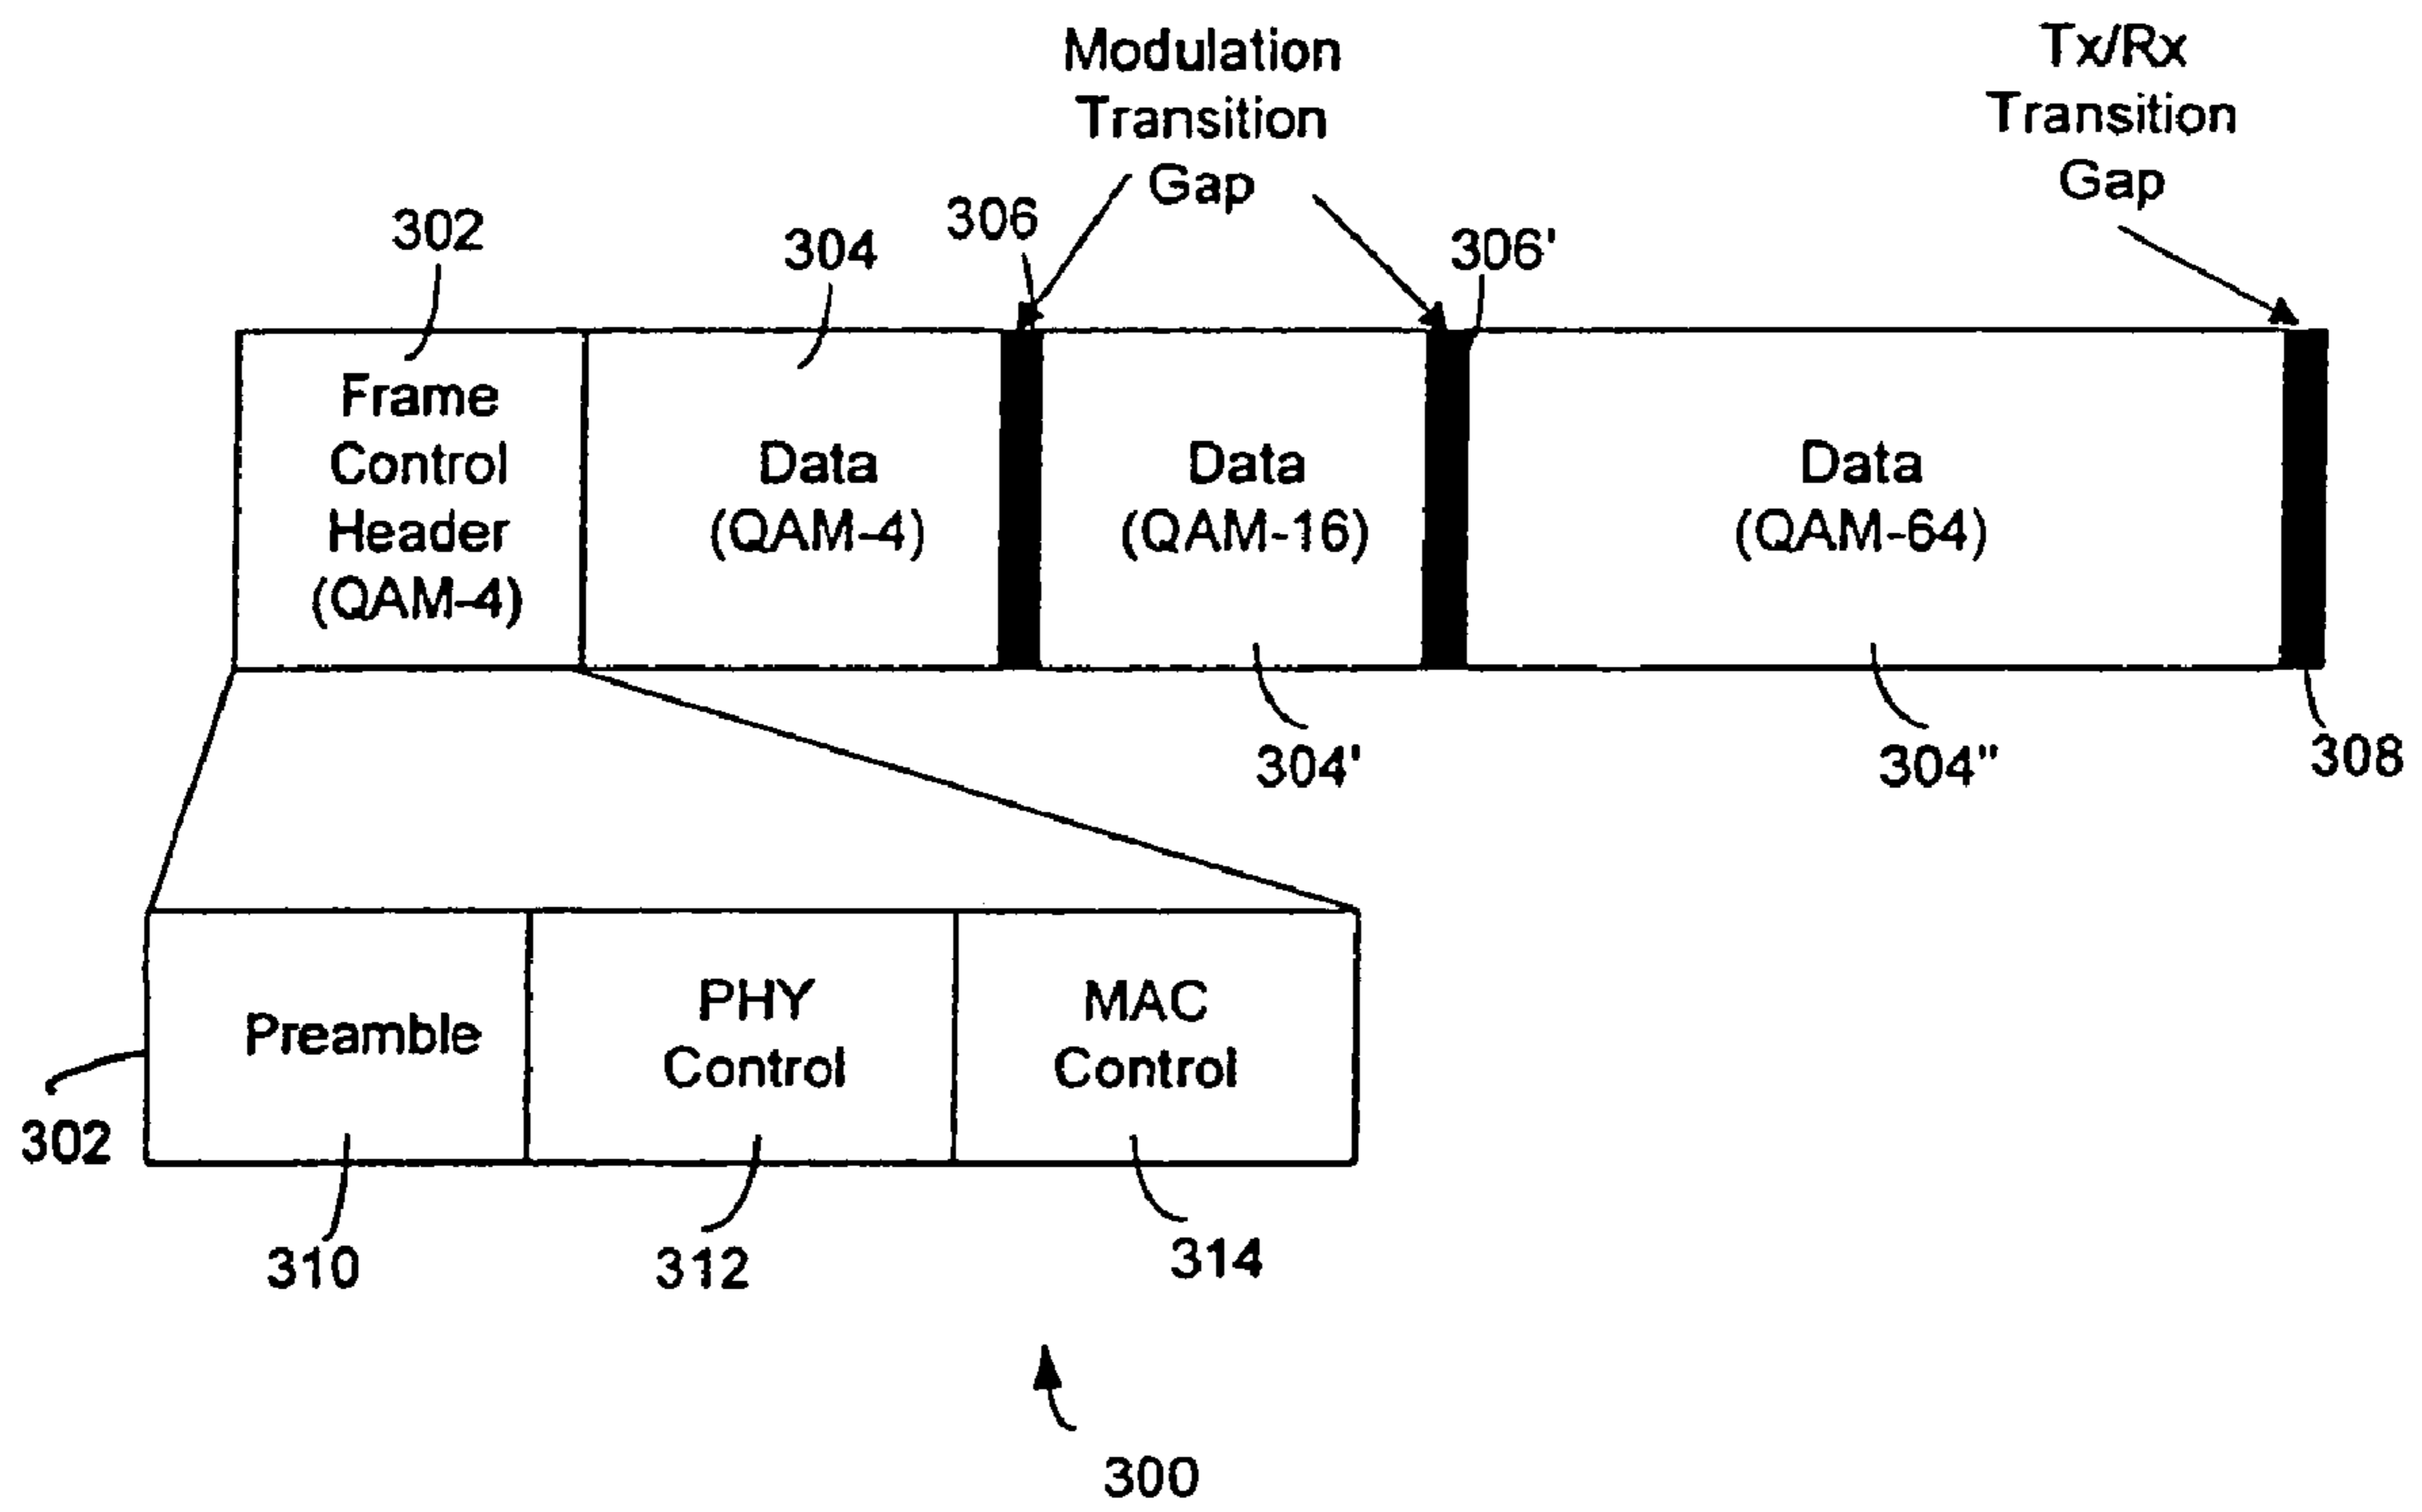 Modulation
Transition
Gap
Tx/Rx
Transition
Gap
302
304
306
306'
Frame
Control
Header
(QAM-4)
Data
(QAM-4)
Data
(QAM-16)
Data
(QAM-64)
304'
304"
308
Preamble
PHY
Control
MAC
Control
302
310
312
314
300